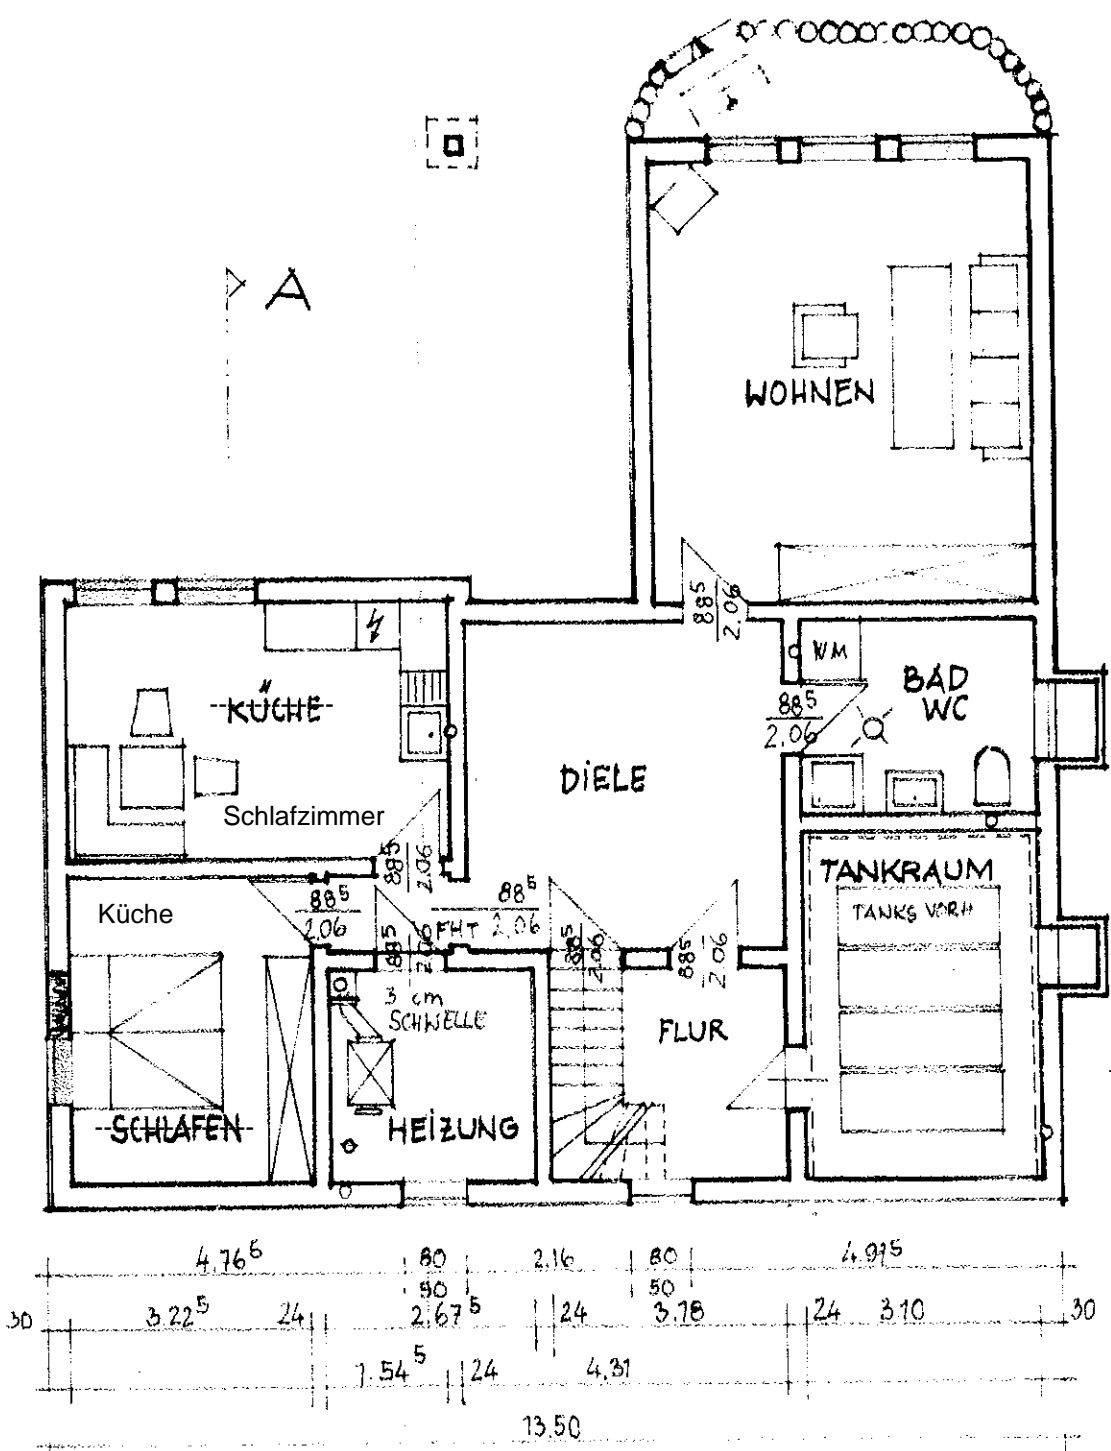 A
WOHNEN
88⁵
2.06
WM
BAD
WC
KÜCHE
88⁵
2.06
DIELE
Schlafzimmer
88⁵
2.06
TANKRAUM
TANKS VORH
Küche
88⁵
2.06
88⁵
FHT 2,06
88⁵
2.06
88⁵
2.06
88⁵
2.06
3 cm
SCHWELLE
FLUR
SCHLAFEN
HEIZUNG
4.76⁵ 80 2.16 80 4.91⁵
50 50
30 3.22⁵ 24 2.67⁵ 24 3.18 24 3.10 30
1.54⁵ 24 4.31
13.50